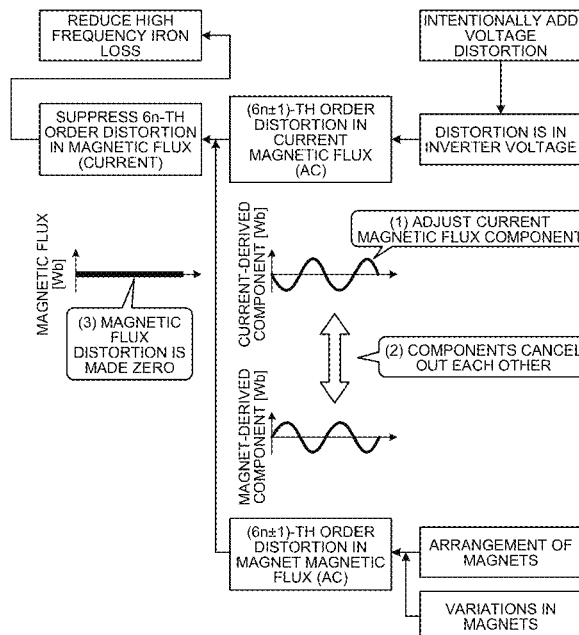 REDUCE HIGH
FREQUENCY IRON
LOSS
INTENTIONALLY ADD
VOLTAGE
DISTORTION
SUPPRESS 6n-TH
ORDER DISTORTION
IN MAGNETIC FLUX
(CURRENT)
(6n±1)-TH ORDER
DISTORTION IN
CURRENT
MAGNETIC FLUX
(AC)
DISTORTION IS IN
INVERTER VOLTAGE
MAGNETIC FLUX
[Wb]
(3) MAGNETIC
FLUX
DISTORTION IS
MADE ZERO
CURRENT-DERIVED
COMPONENT [Wb]
(1) ADJUST CURRENT
MAGNETIC FLUX COMPONENT
(2) COMPONENTS CANCEL
OUT EACH OTHER
MAGNET-DERIVED
COMPONENT [Wb]
(6n±1)-TH ORDER
DISTORTION IN
MAGNET MAGNETIC
FLUX (AC)
ARRANGEMENT OF
MAGNETS
VARIATIONS IN
MAGNETS